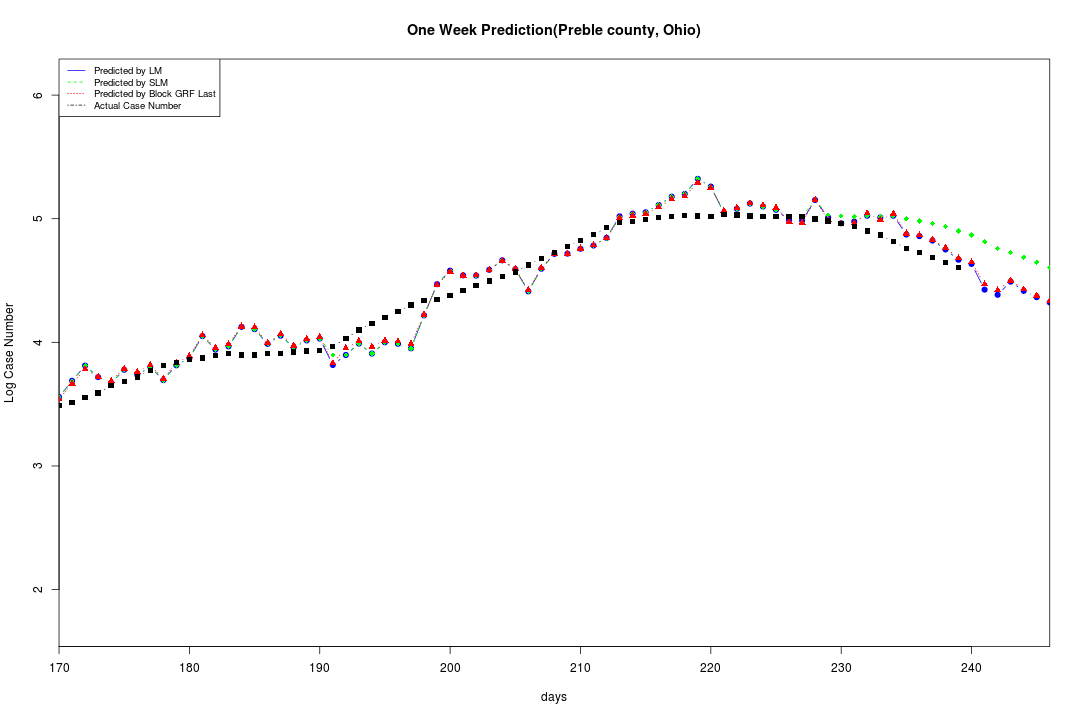 One Week Prediction(Preble county, Ohio)
Predicted by LM
Predicted by SLM
Predicted by Block GRF Last
Actual Case Number
Log Case Number
6
5
4
3
2
170 180 190 200 210 220 230 240
days